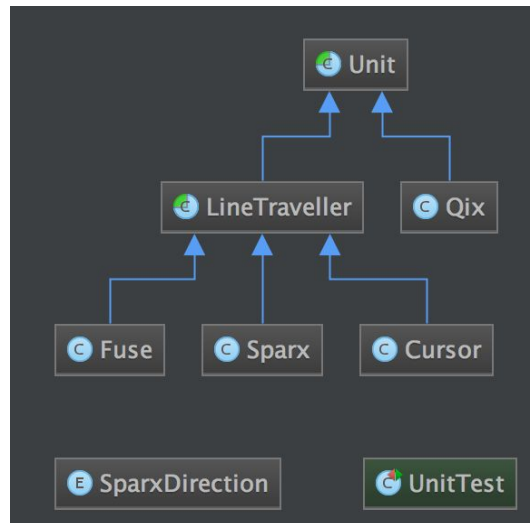 C Unit
C LineTraveller
C Qix
C Fuse
C Sparx
C Cursor
E SparxDirection
C UnitTest